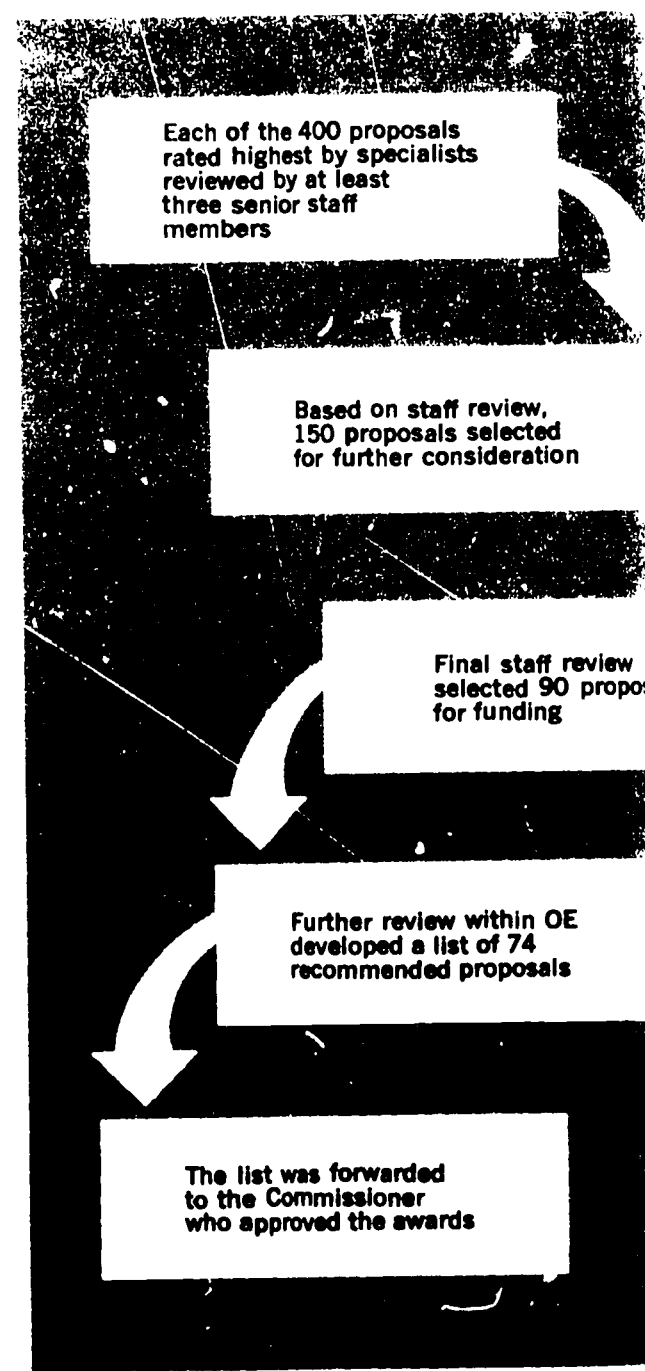 Each of the 400 proposals
rated highest by specialists
reviewed by at least
three senior staff
members
Based on staff review,
150 proposals selected
for further consideration
Final staff review
selected 90 propos
for funding
Further review within OE
developed a list of 74
recommended proposals
The list was forwarded
to the Commissioner
who approved the awards